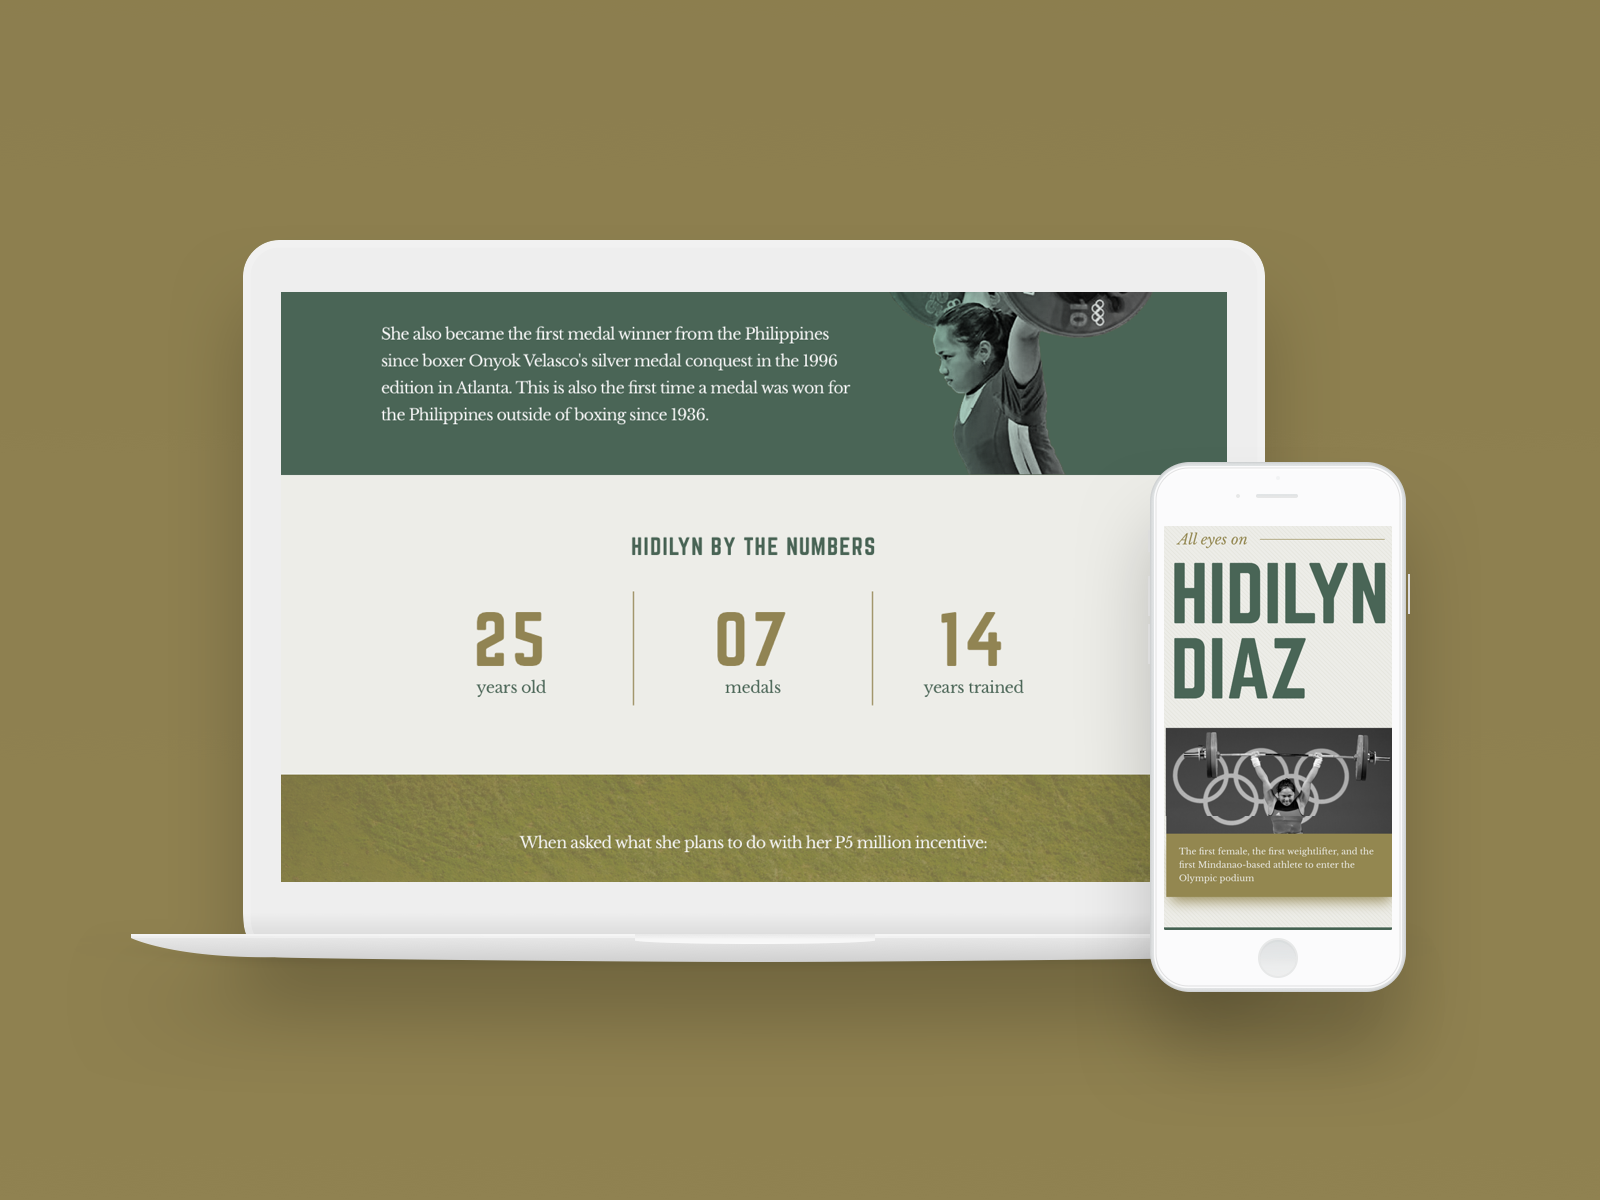 She also became the first medal winner from the Philippines
since boxer Onyok Velasco's silver medal conquest in the 1996
edition in Atlanta. This is also the first time a medal was won for
the Philippines outside of boxing since 1936.
10
HIDILYN BY THE NUMBERS
25
years old
07
medals
14
years trained
When asked what she plans to do with her P5 million incentive:
All eyes on
HIDILYN
DIAZ
The first female, the first weightlifter, and the
first Mindanao-based athlete to enter the
Olympic podium